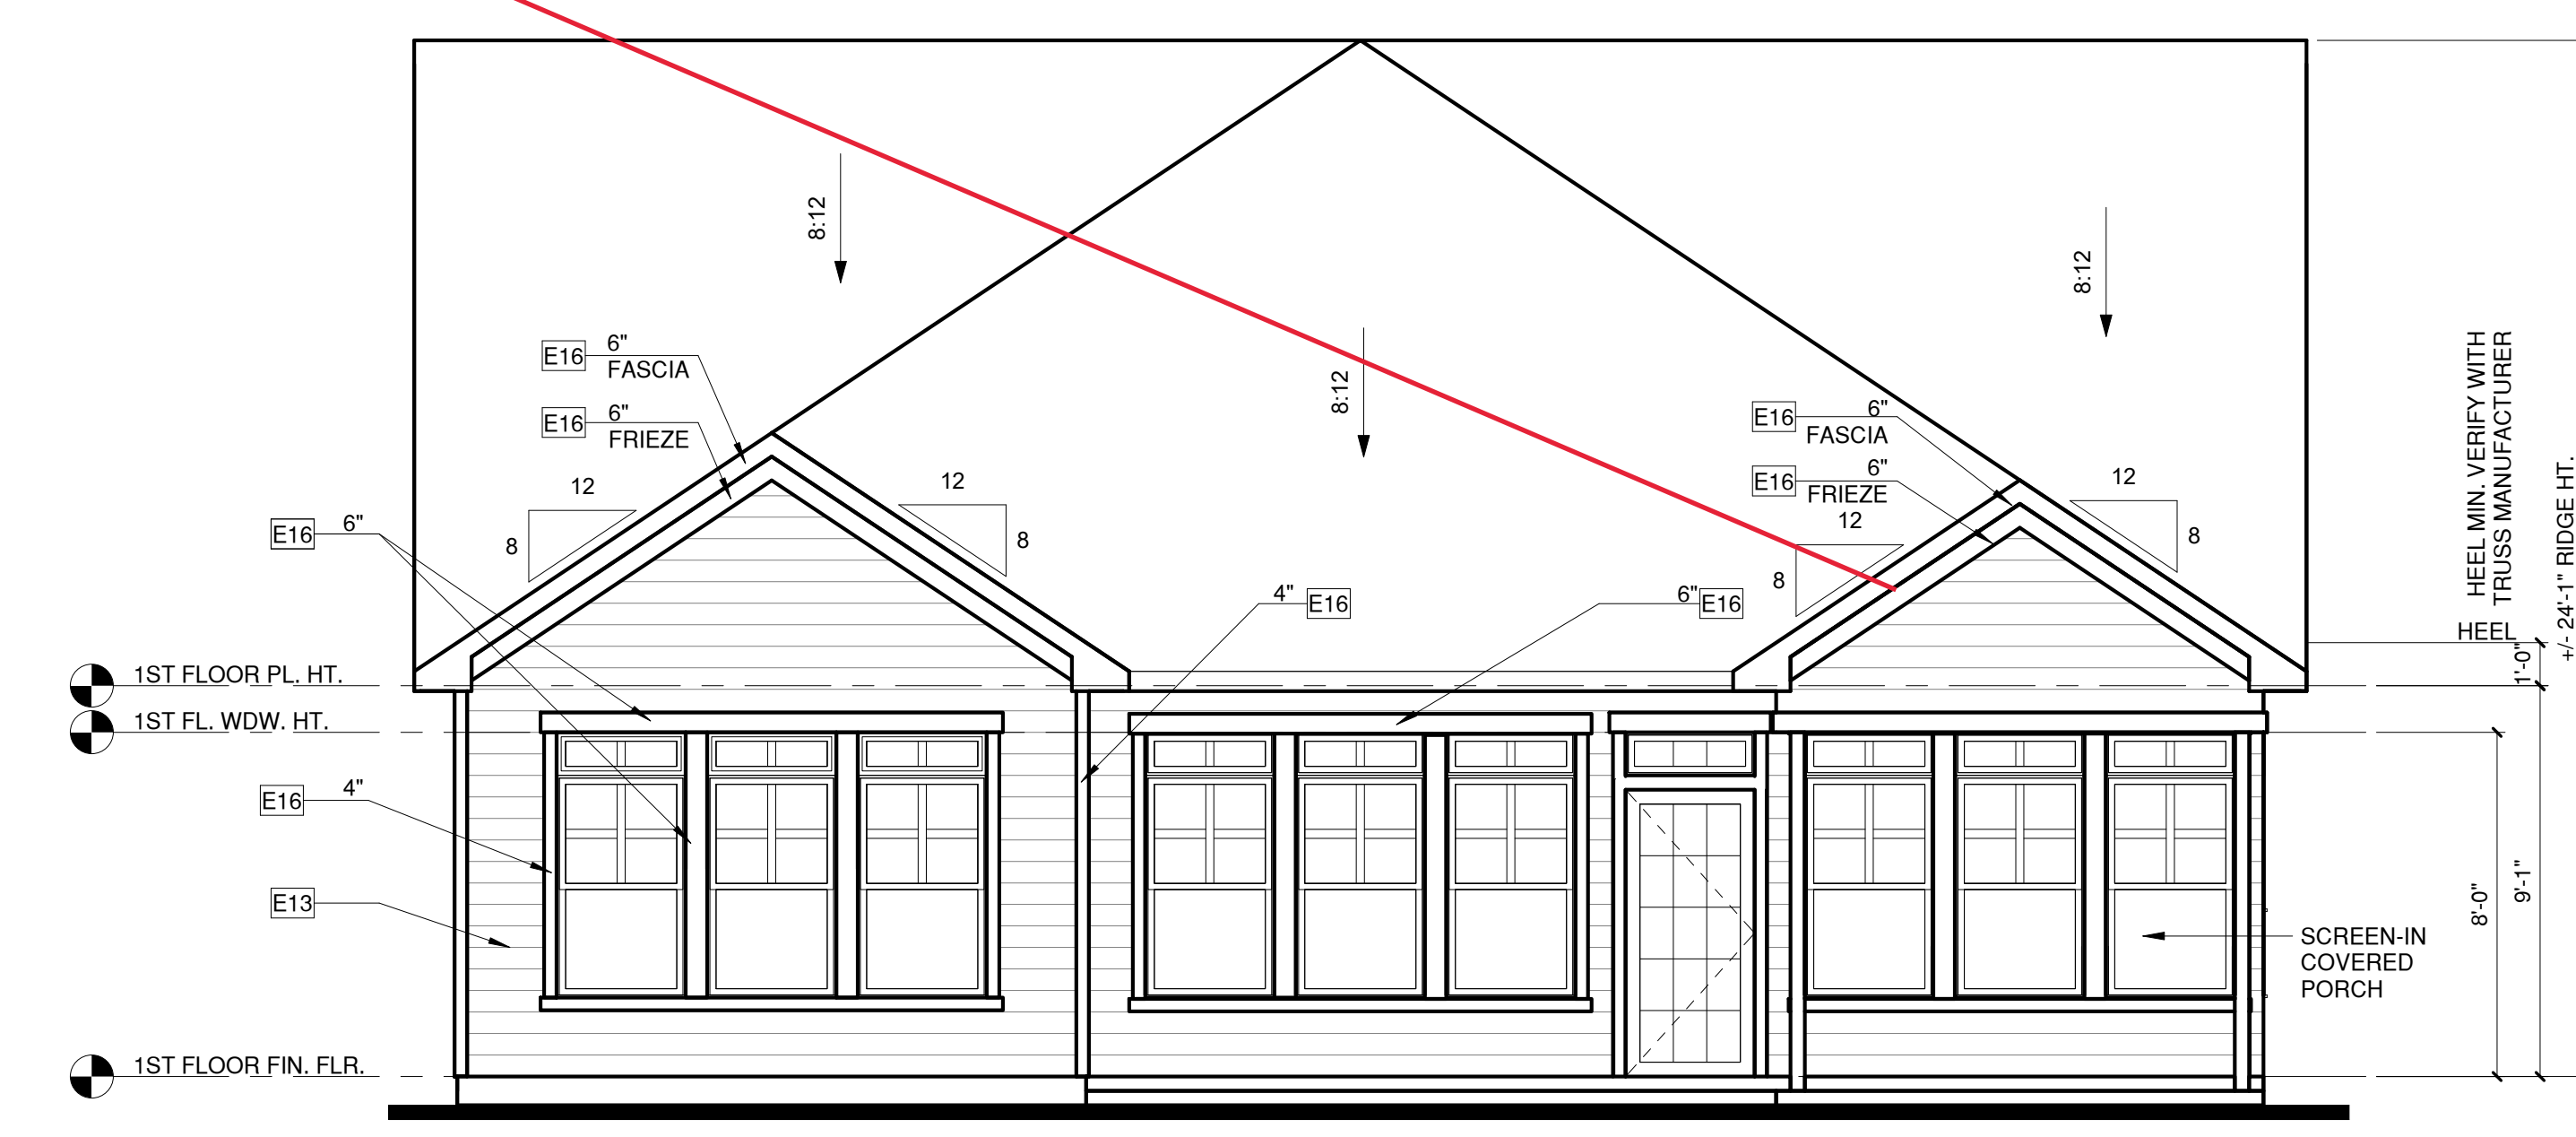 8:12
8:12
8:12
E16 6"
FASCIA
E16 6"
FRIEZE
12
8
12
8
E16 6"
FASCIA
E16 6"
FRIEZE
12
8
12
8
E16 6"
4" E16
6" E16
HEEL MIN. VERIFY WITH
TRUSS MANUFACTURER
HEEL
1'-0"
+/- 24'-1" RIDGE HT.
1ST FLOOR PL. HT.
1ST FL. WDW. HT.
E16 4"
E13
8'-0"
9'-1"
SCREEN-IN
COVERED
PORCH
1ST FLOOR FIN. FLR.